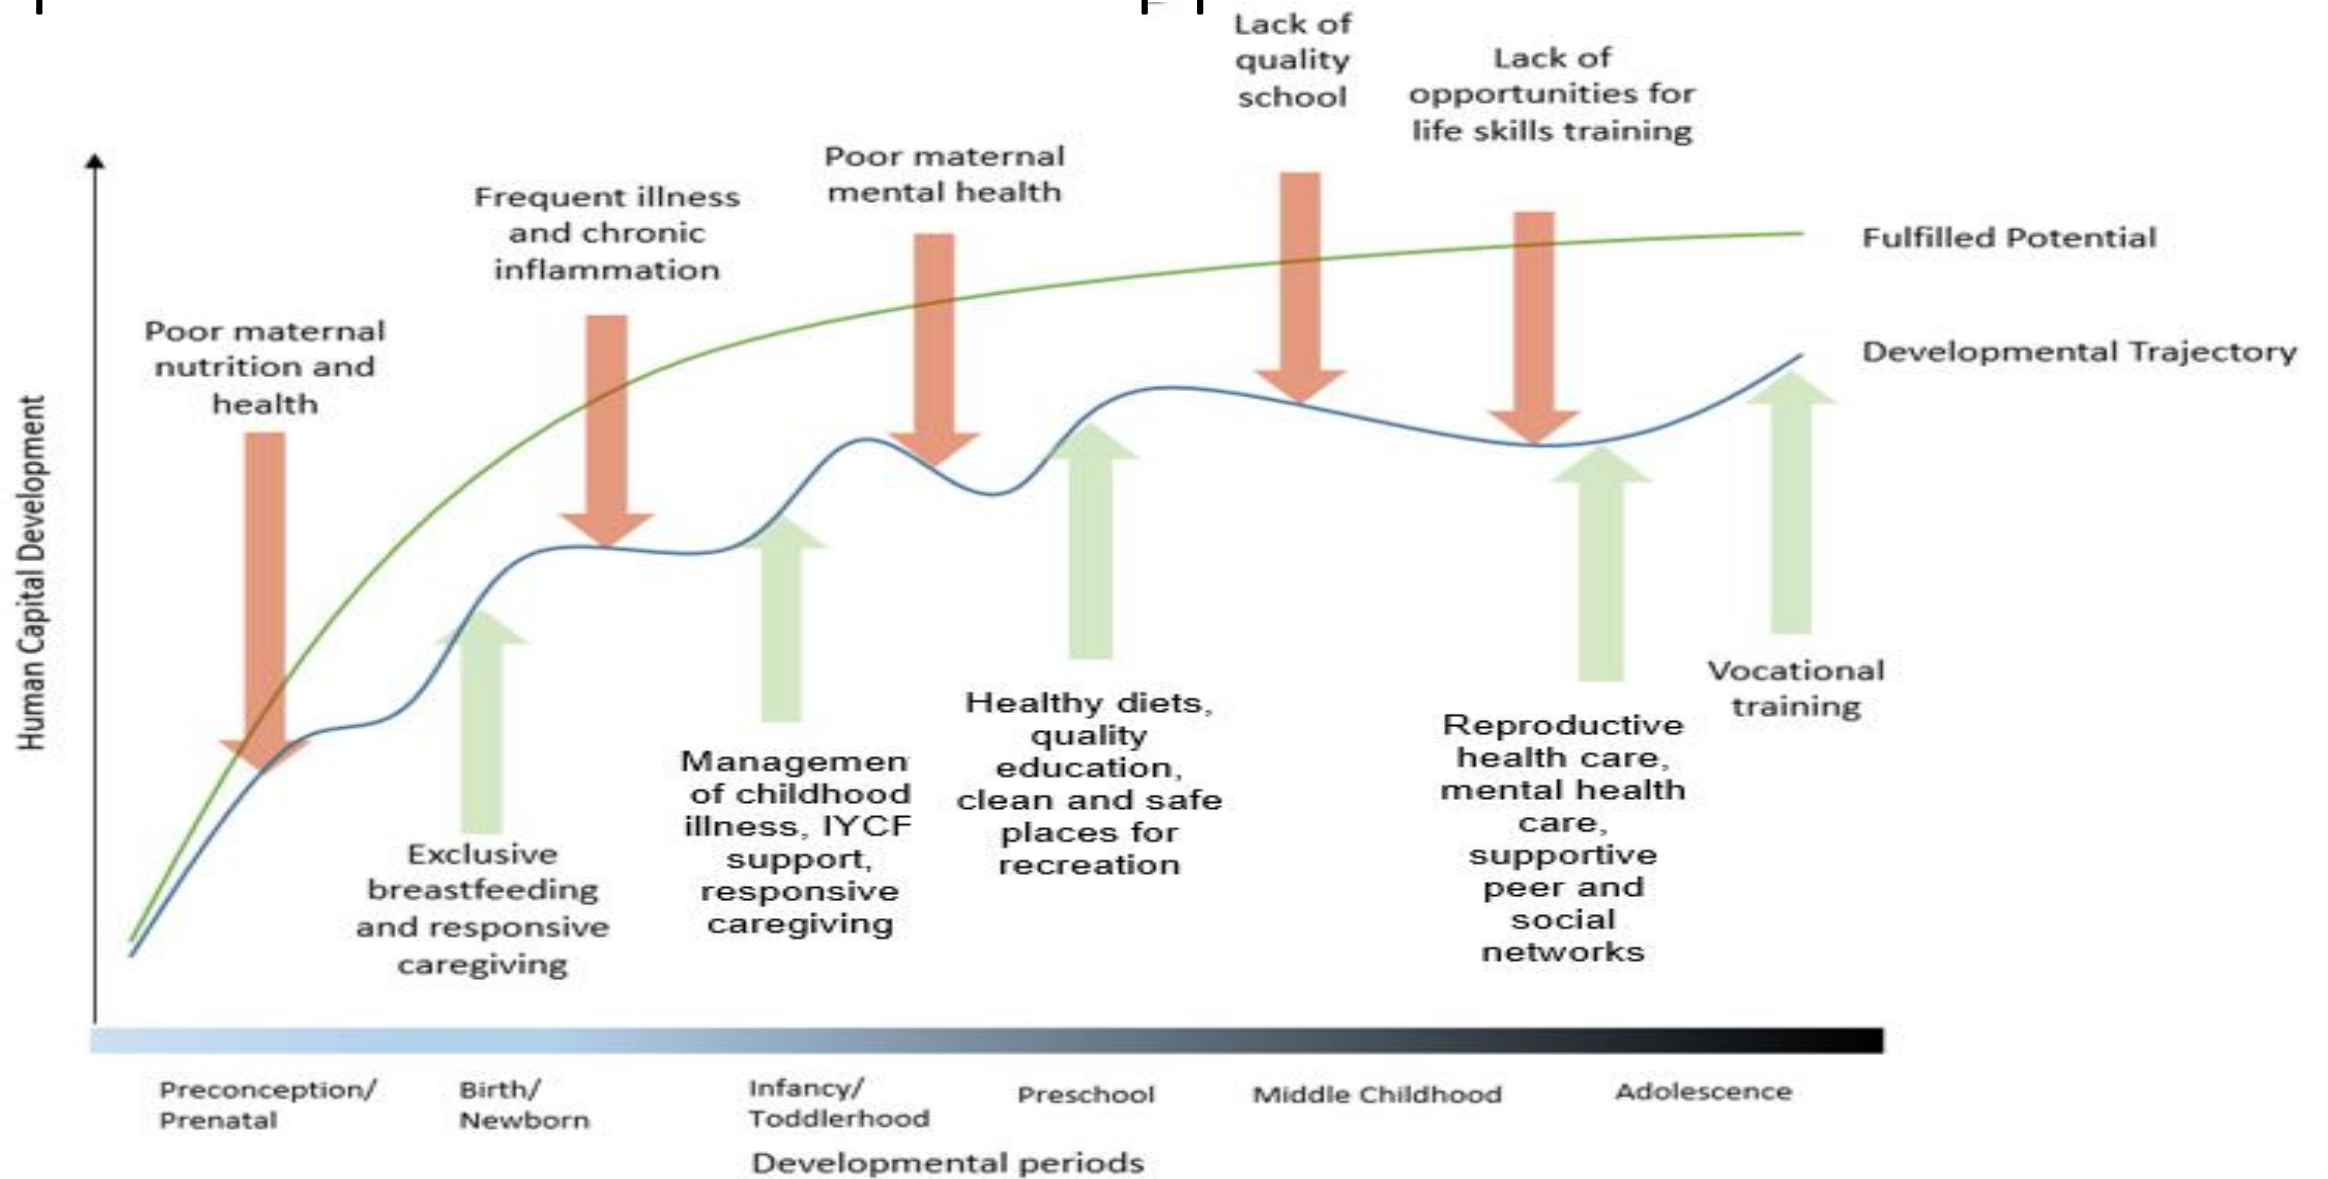 Lack of
quality
school
Lack of
opportunities for
life skills training
Poor maternal
mental health
Frequent illness
and chronic
inflammation
Poor maternal
nutrition and
health
Fulfilled Potential
Developmental Trajectory
Human Capital Development
Exclusive
breastfeeding
and responsive
caregiving
Managemen
of childhood
illness, IYCF
support,
responsive
caregiving
Healthy diets,
quality
education,
clean and safe
places for
recreation
Reproductive
health care,
mental health
care,
supportive
peer and
social
networks
Vocational
training
Preconception/
Prenatal
Birth/
Newborn
Infancy/
Toddlerhood
Preschool
Middle Childhood
Adolescence
Developmental periods